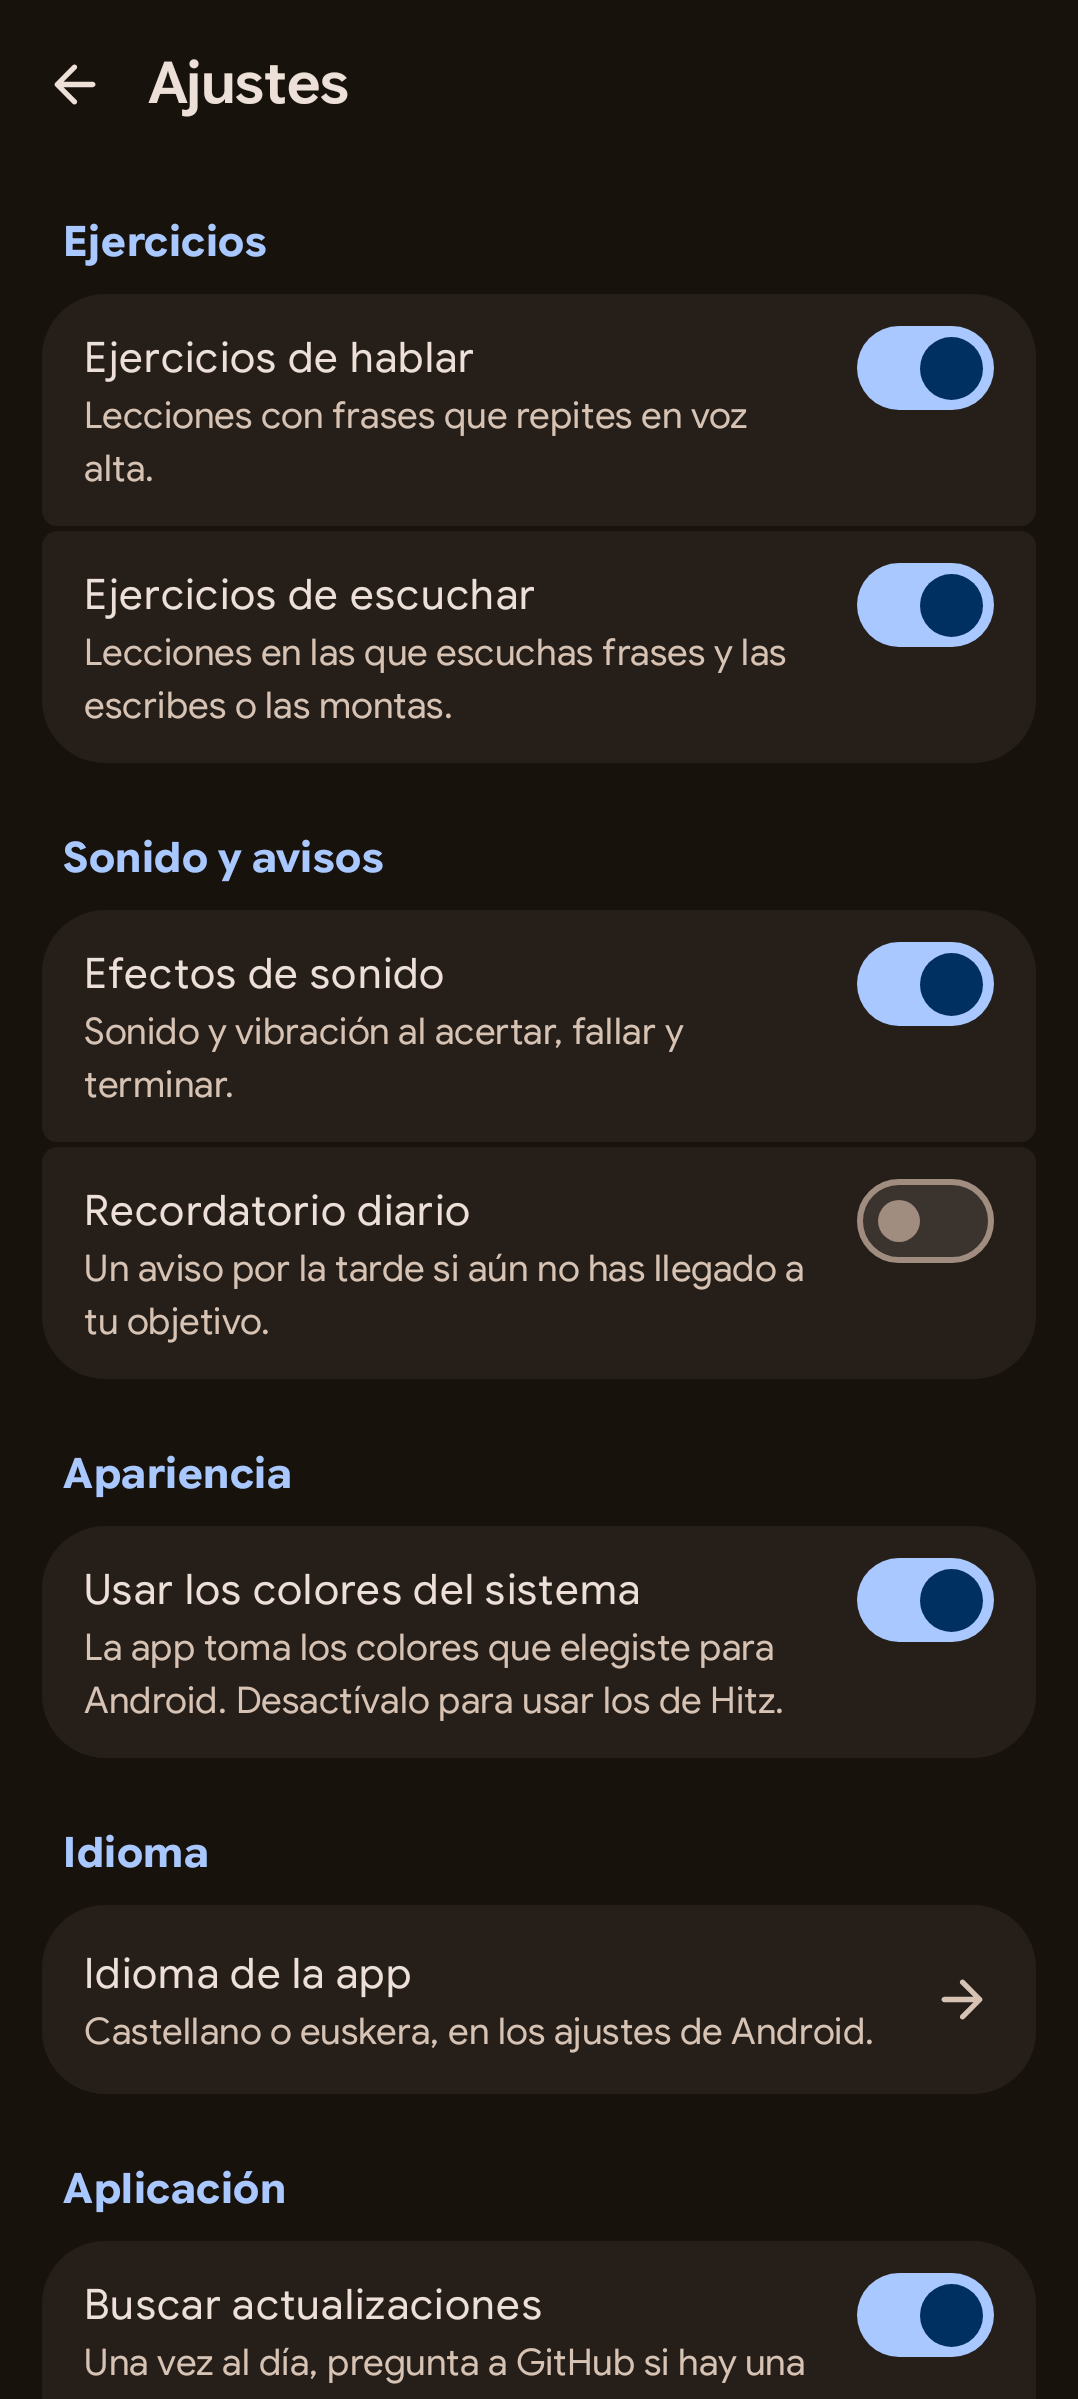 Ajustes
Ejercicios
Ejercicios de hablar
Lecciones con frases que repites en voz
alta.
Ejercicios de escuchar
Lecciones en las que escuchas frases y las
escribes o las montas.
Sonido y avisos
Efectos de sonido
Sonido y vibración al acertar, fallar y
terminar.
Recordatorio diario
Un aviso por la tarde si aún no has llegado a
tu objetivo.
Apariencia
Usar los colores del sistema
La app toma los colores que elegiste para
Android. Desactívalo para usar los de Hitz.
Idioma
Idioma de la app
Castellano o euskera, en los ajustes de Android.
Aplicación
Buscar actualizaciones
Una vez al día, pregunta a GitHub si hay una